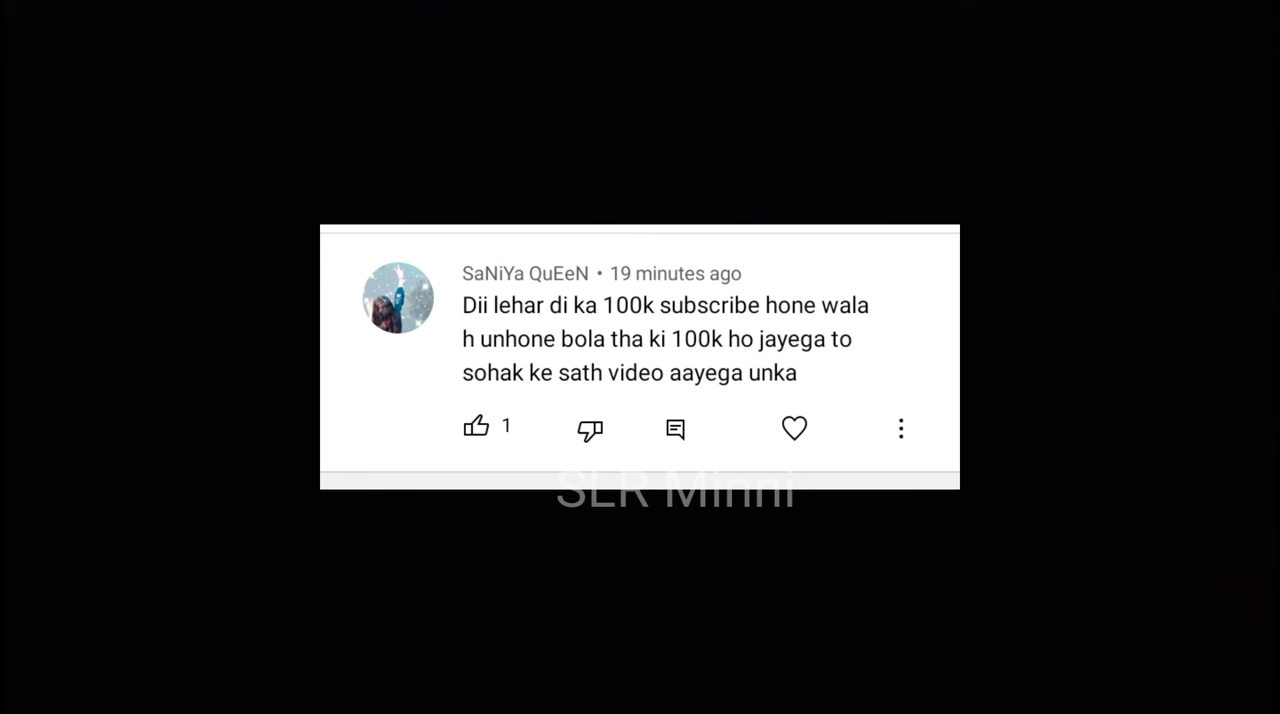 SaNiYa QuEeN • 19 minutes ago
Dii lehar di ka 100k subscribe hone wala
h unhone bola tha ki 100k ho jayega to
sohak ke sath video aayega unka
1
SLR Minni